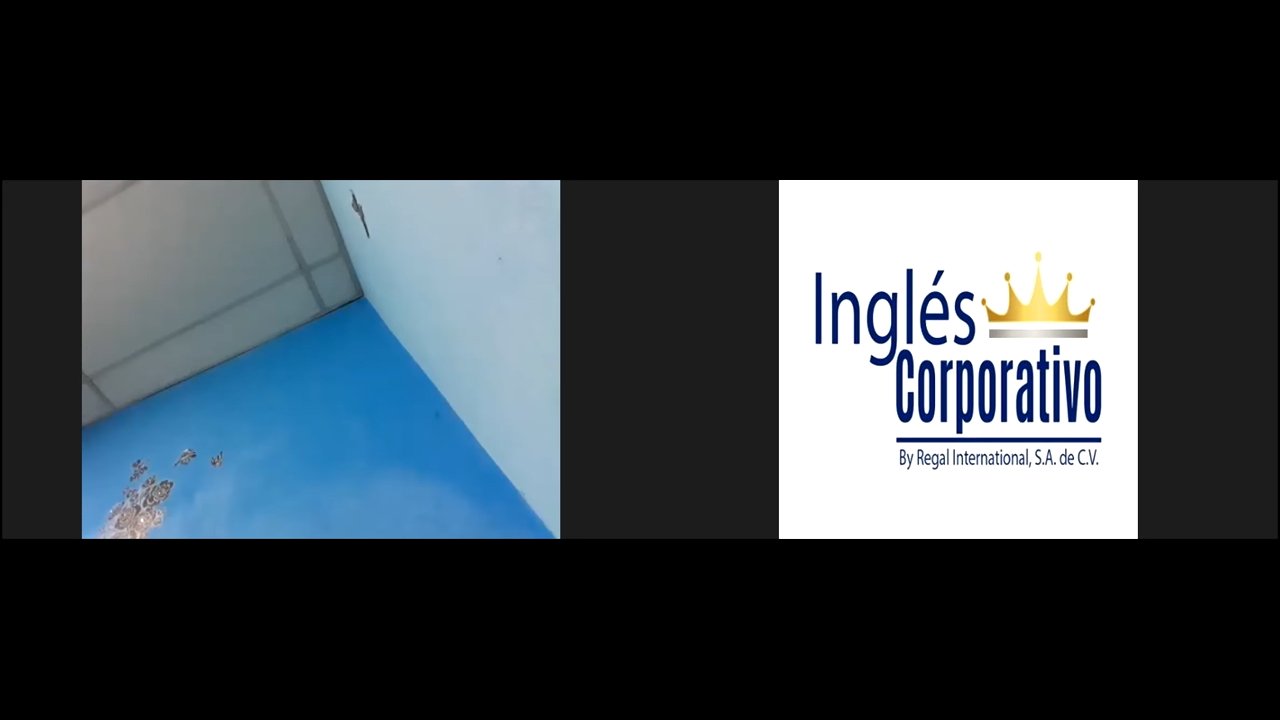 Inglés
Corporativo
By Regal International, S.A. de C.V.